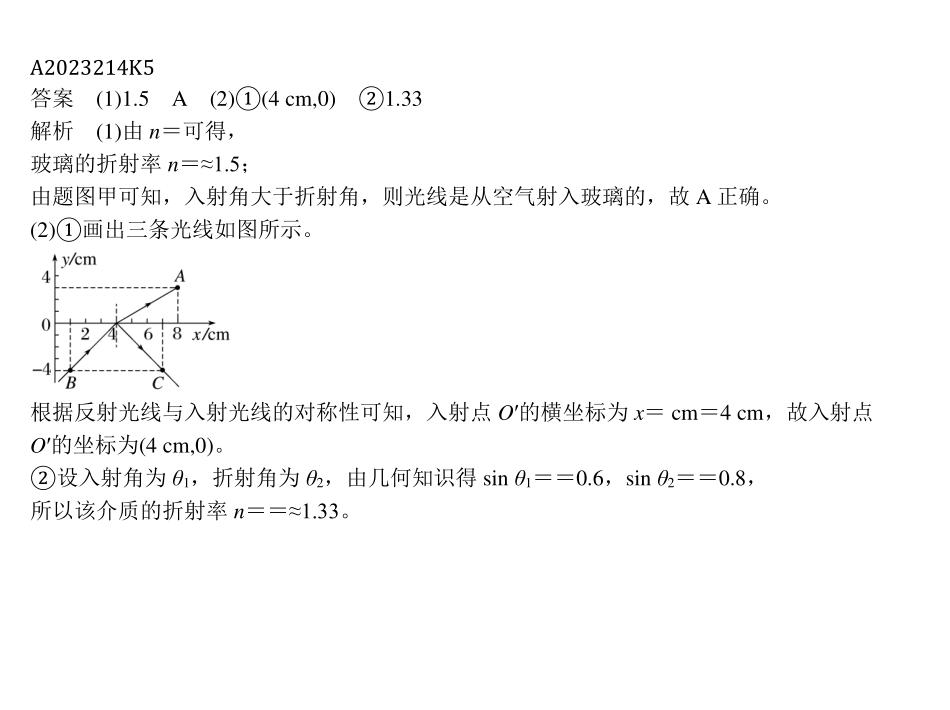 A2023214K5
答案 (1)1.5 A (2)①(4 cm,0) ②1.33
解析 (1)由 n＝可得，
玻璃的折射率 n＝≈1.5；
由题图甲可知，入射角大于折射角，则光线是从空气射入玻璃的，故 A 正确。
(2)①画出三条光线如图所示。
y/cm
4
A
0
2
4
6
8
x/cm
−4
B
C
根据反射光线与入射光线的对称性可知，入射点 O′的横坐标为 x＝ cm＝4 cm，故入射点
O′的坐标为(4 cm,0)。
②设入射角为 θ1，折射角为 θ2，由几何知识得 sin θ1＝＝0.6，sin θ2＝＝0.8，
所以该介质的折射率 n＝＝≈1.33。